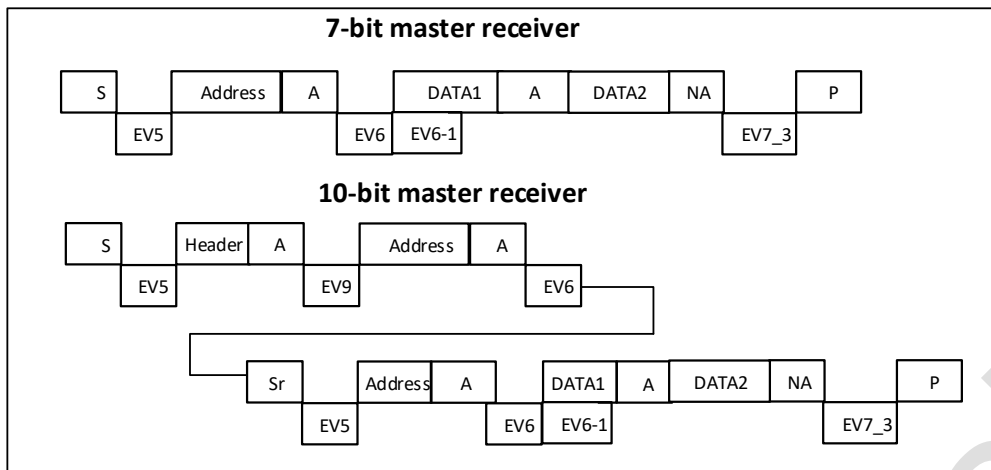 7-bit master receiver
S Address A DATA1 A DATA2 NA P
EV5 EV6 EV6-1 EV7_3
10-bit master receiver
S Header A Address A
EV5 EV9 EV6
Sr Address A DATA1 A DATA2 NA P
EV5 EV6 EV6-1 EV7_3